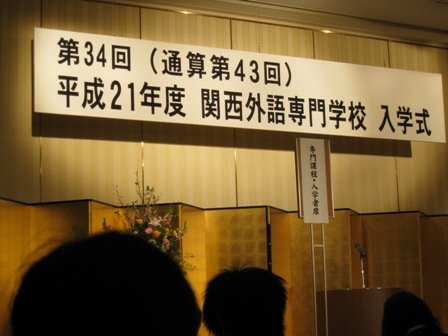 第34回（通算第43回）
平成21年度 関西外語専門学校 入学式
専門課程・入学者席